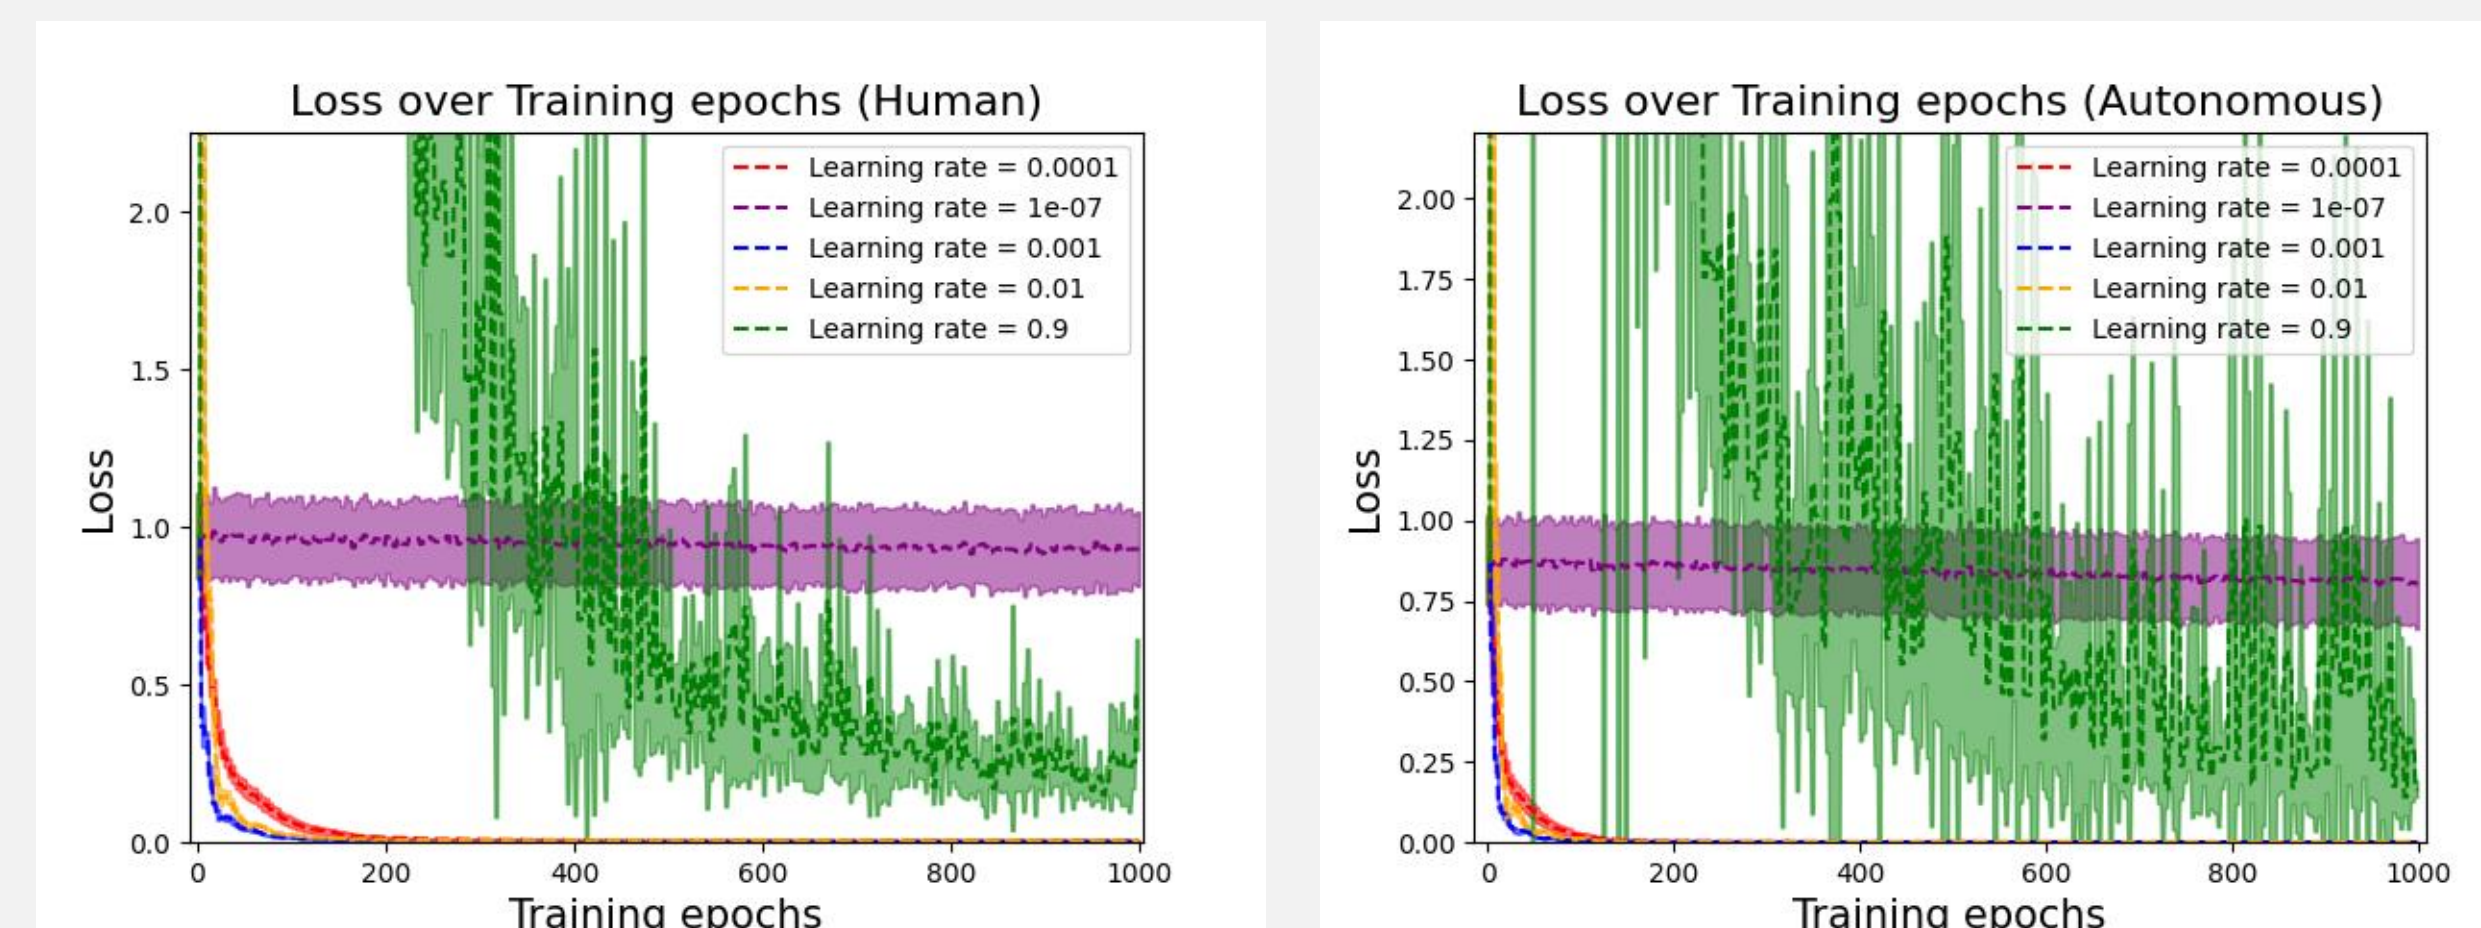 Loss over Training epochs (Human)
Learning rate = 0.0001
Learning rate = 1e-07
Learning rate = 0.001
Learning rate = 0.01
Learning rate = 0.9
2.0
1.5
1.0
0.5
0.0
Loss
0 200 400 600 800 1000
Training epochs
Loss over Training epochs (Autonomous)
Learning rate = 0.0001
Learning rate = 1e-07
Learning rate = 0.001
Learning rate = 0.01
Learning rate = 0.9
2.00
1.75
1.50
1.25
1.00
0.75
0.50
0.25
0.00
Loss
0 200 400 600 800 1000
Training epochs